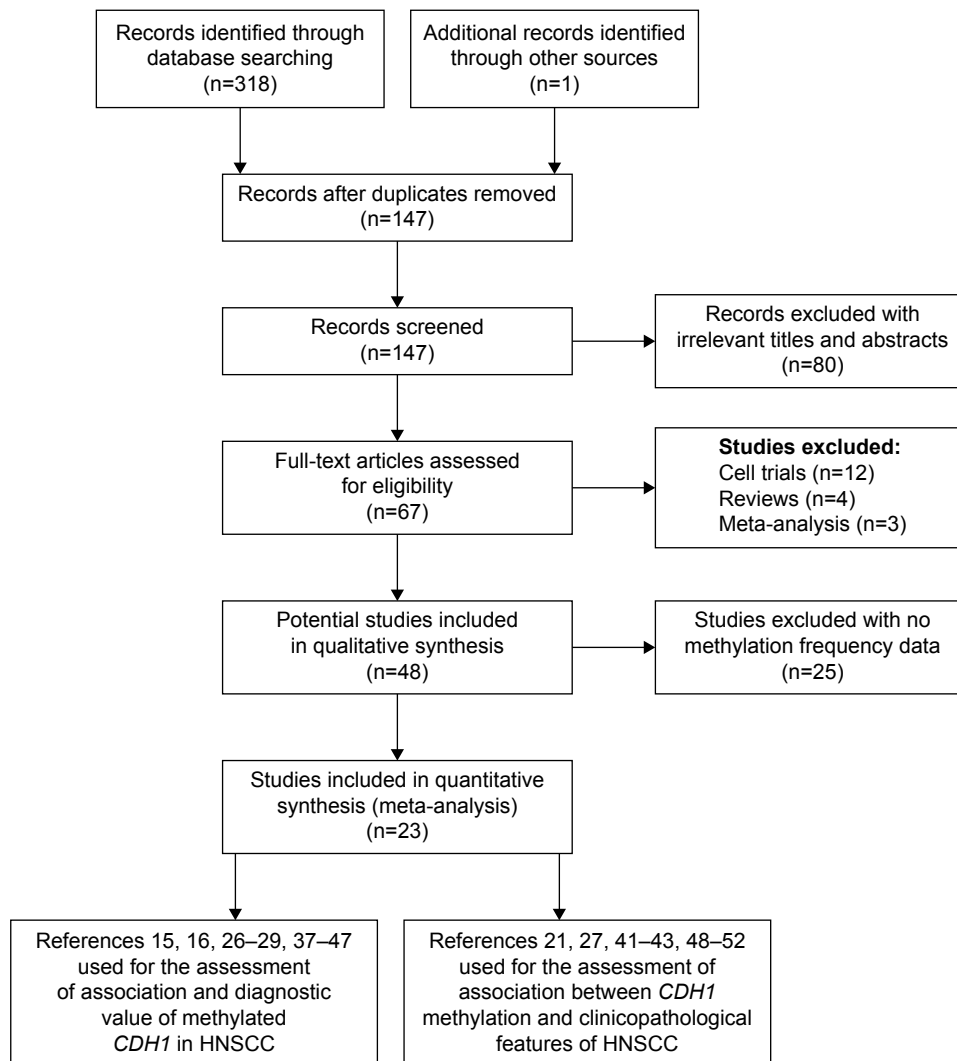 Records identified through
database searching
(n=318)
Additional records identified
through other sources
(n=1)
Records after duplicates removed
(n=147)
Records screened
(n=147)
Records excluded with
irrelevant titles and abstracts
(n=80)
Full-text articles assessed
for eligibility
(n=67)
Studies excluded:
Cell trials (n=12)
Reviews (n=4)
Meta-analysis (n=3)
Potential studies included
in qualitative synthesis
(n=48)
Studies excluded with no
methylation frequency data
(n=25)
Studies included in quantitative
synthesis (meta-analysis)
(n=23)
References 15, 16, 26–29, 37–47
used for the assessment
of association and diagnostic
value of methylated
CDH1 in HNSCC
References 21, 27, 41–43, 48–52
used for the assessment of
association between CDH1
methylation and clinicopathological
features of HNSCC